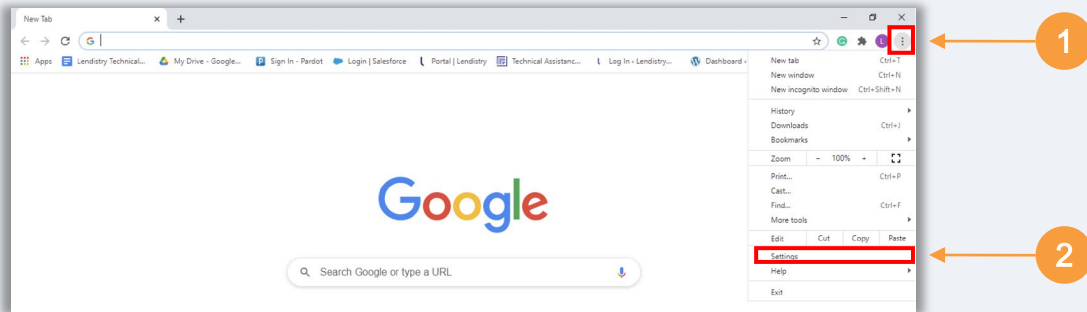 New Tab
1
Apps Lendistry Technical... My Drive - Google... Sign In - Pardot Login | Salesforce Portal | Lendistry Technical Assistanc... Log In ‹ Lendistry... Dashboard ‹
New tab Ctrl+T
New window Ctrl+N
New incognito window Ctrl+Shift+N
History
Downloads Ctrl+J
Bookmarks
Zoom - 100% +
Print... Ctrl+P
Cast...
Find... Ctrl+F
More tools
Edit Cut Copy Paste
Settings
2
Help
Exit
Google
Search Google or type a URL